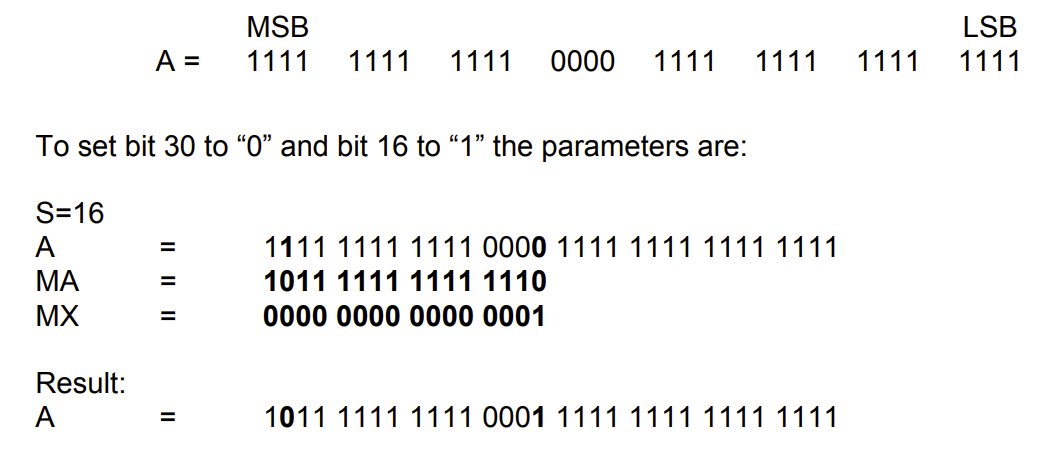 MSB LSB
A = 1111 1111 1111 0000 1111 1111 1111 1111
To set bit 30 to “0” and bit 16 to “1” the parameters are:
S=16
A = 1111 1111 1111 0000 1111 1111 1111 1111
MA = 1011 1111 1111 1110
MX = 0000 0000 0000 0001
Result:
A = 1011 1111 1111 0001 1111 1111 1111 1111